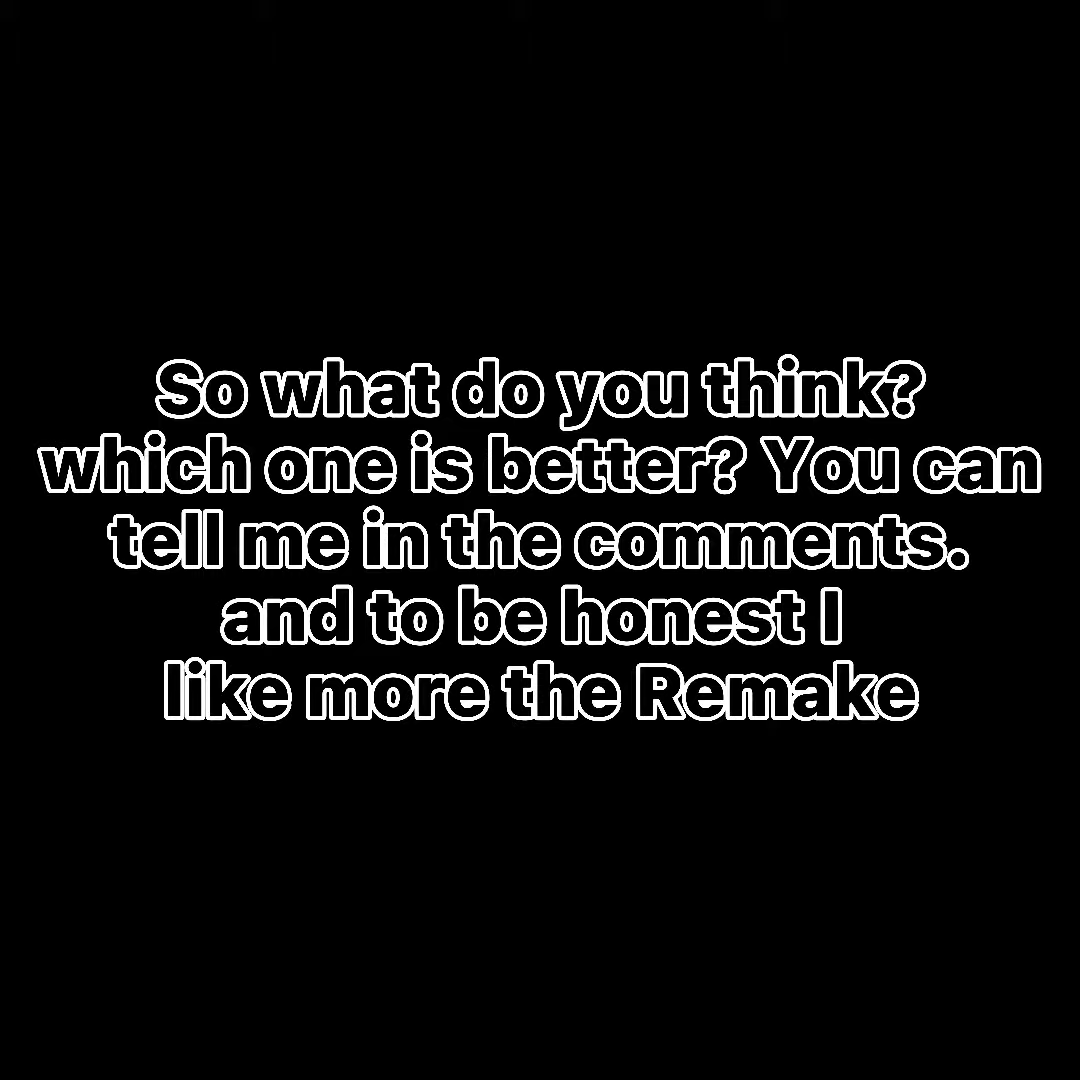 So what do you think?
which one is better? You can
tell me in the comments.
and to be honest I
like more the Remake